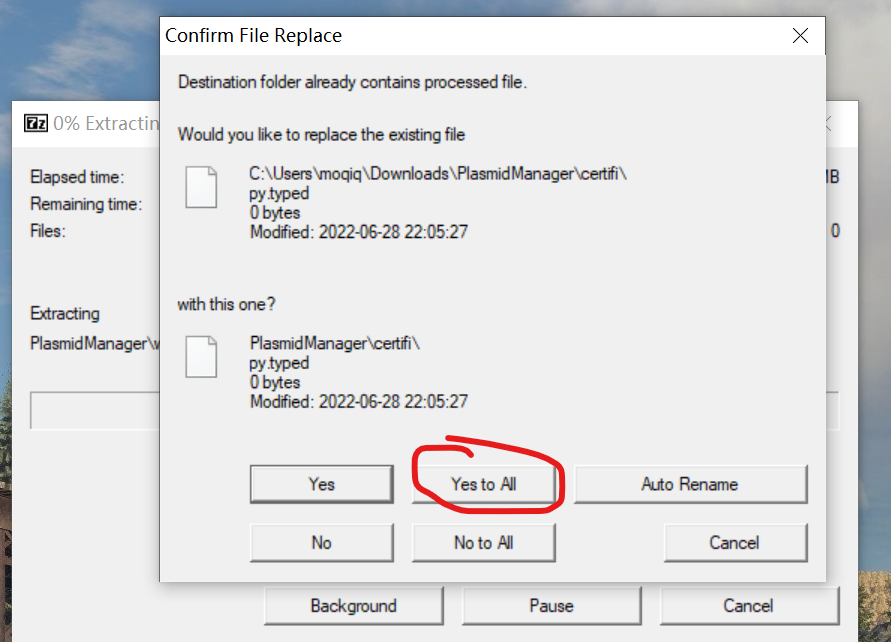 Confirm File Replace
Destination folder already contains processed file.
7z 0% Extractin
Would you like to replace the existing file
Elapsed time:
Remaining time:
Files:
C:\Users\moqiq\Downloads\PlasmidManager\certifi\
py.typed
0 bytes
Modified: 2022-06-28 22:05:27
MB
0
with this one?
Extracting
PlasmidManager\
PlasmidManager\certifi\
py.typed
0 bytes
Modified: 2022-06-28 22:05:27
Yes
Yes to All
Auto Rename
No
No to All
Cancel
Background
Pause
Cancel